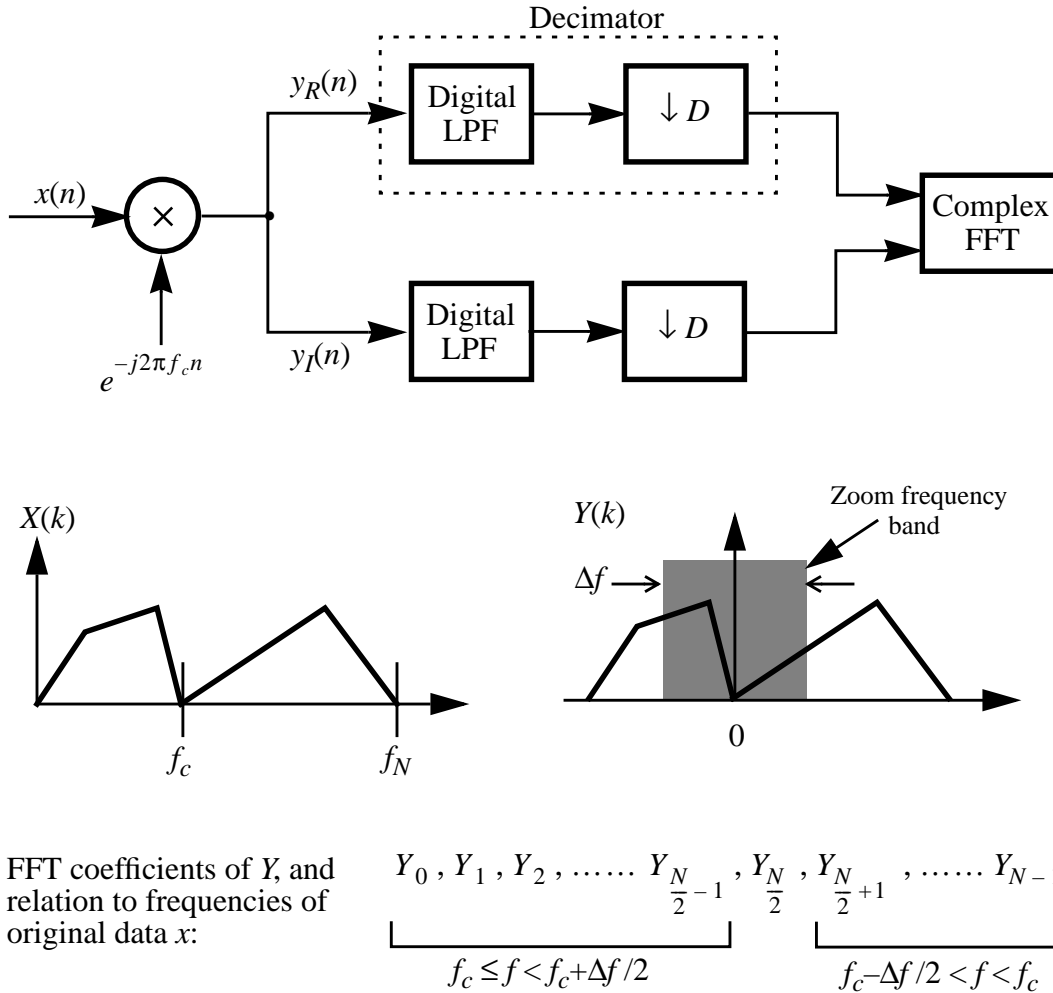 Decimator
y_R(n)
Digital
LPF
↓ D
x(n)
×
Complex
FFT
e^{-j2πf_c n}
y_I(n)
Digital
LPF
↓ D
X(k)
f_c
f_N
Y(k)
Zoom frequency
band
Δf
0
FFT coefficients of Y, and
relation to frequencies of
original data x:
Y_0 , Y_1 , Y_2 , …… Y_{N/2 - 1} , Y_{N/2} , Y_{N/2 + 1} , …… Y_{N-
f_c ≤ f < f_c+Δf/2
f_c−Δf/2 < f < f_c